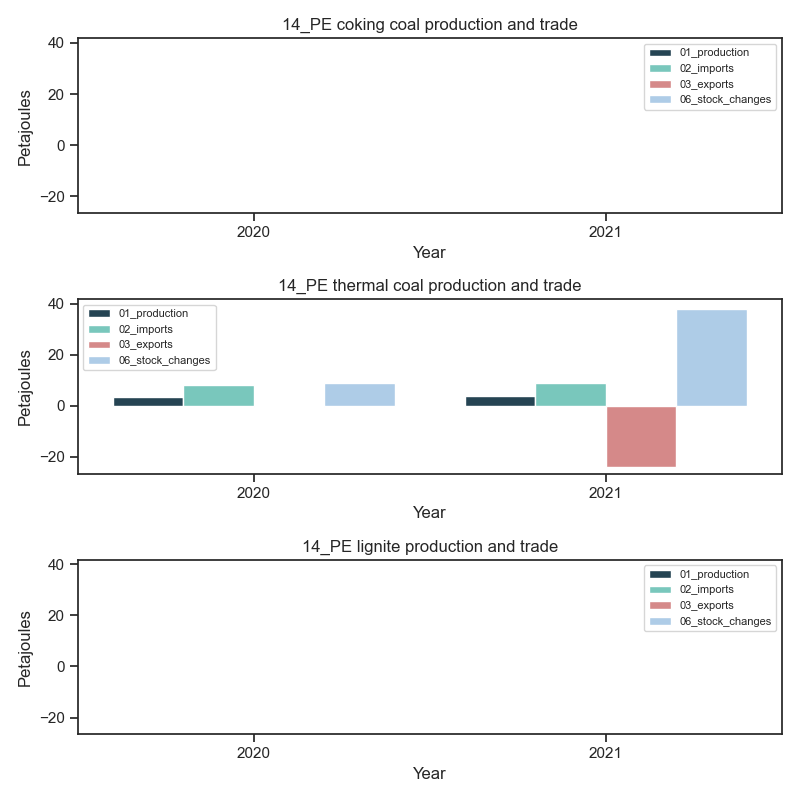 14_PE coking coal production and trade
40
20
0
−20
Petajoules
01_production
02_imports
03_exports
06_stock_changes
2020
2021
Year
14_PE thermal coal production and trade
40
20
0
−20
Petajoules
01_production
02_imports
03_exports
06_stock_changes
2020
2021
Year
14_PE lignite production and trade
40
20
0
−20
Petajoules
01_production
02_imports
03_exports
06_stock_changes
2020
2021
Year